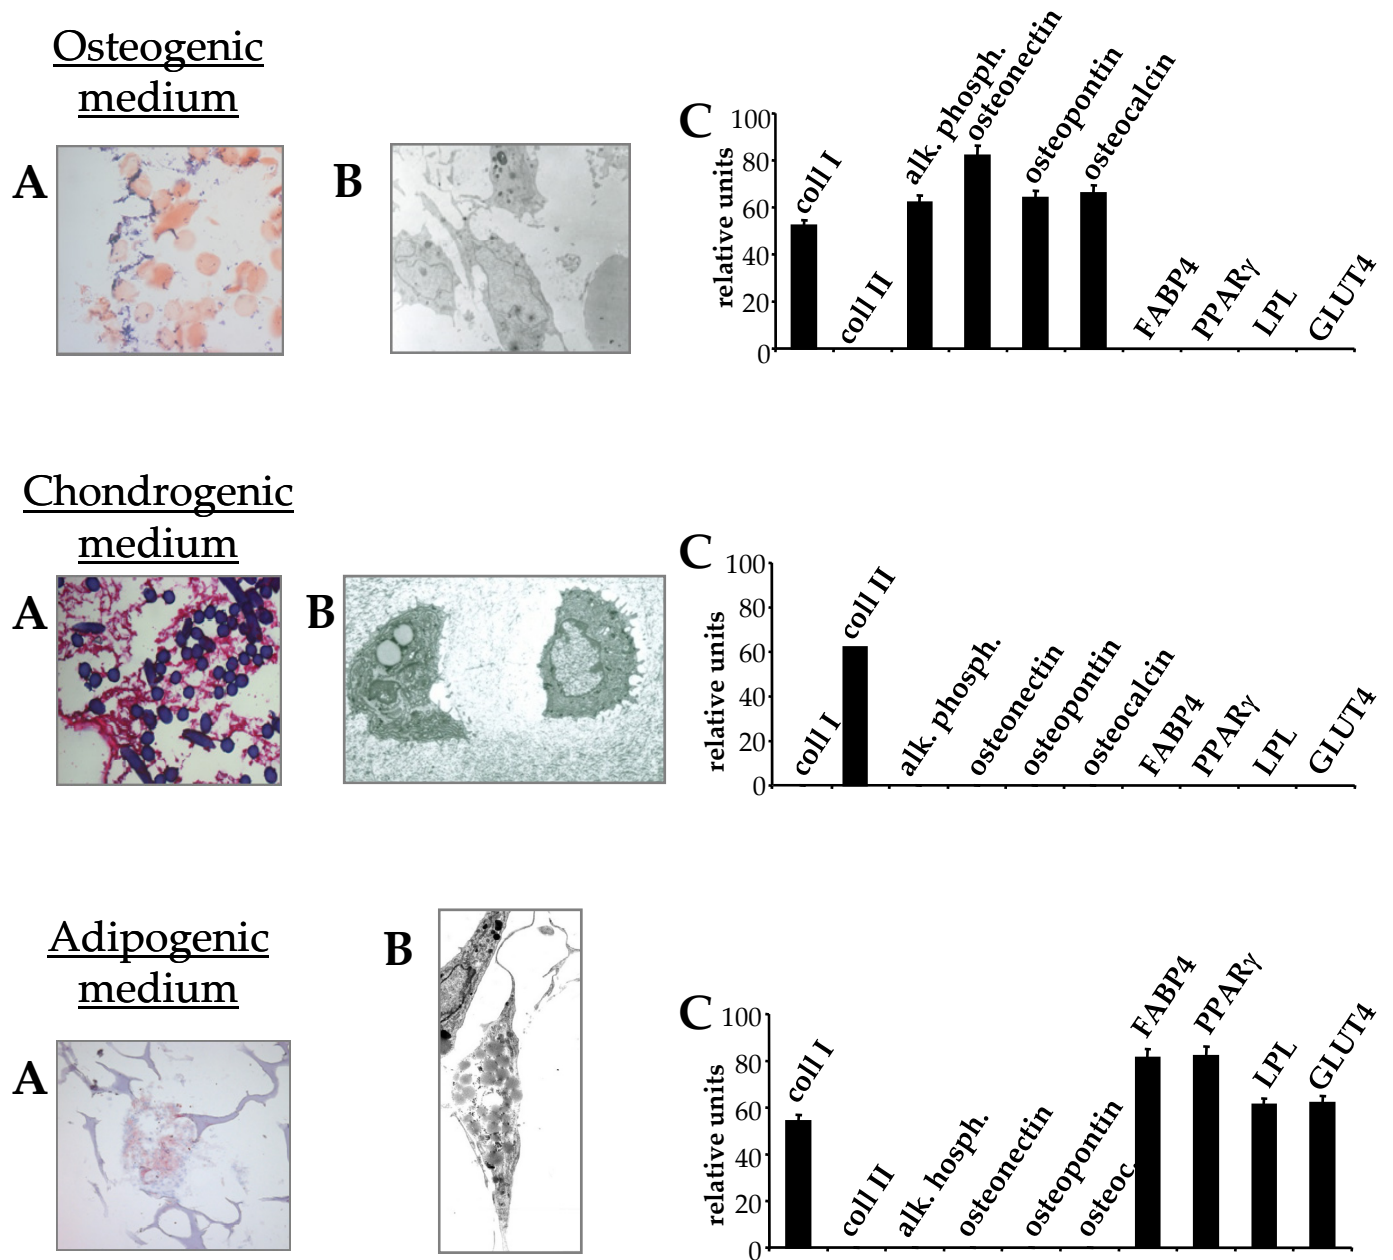 Osteogenic
medium
A
B
C
relative units
100
80
60
40
20
0
coll I
coll II
alk. phosph.
osteonectin
osteopontin
osteocalcin
FABP4
PPARγ
LPL
GLUT4
Chondrogenic
medium
A
B
C
relative units
100
80
60
40
20
0
coll I
coll II
alk. phosph.
osteonectin
osteopontin
osteocalcin
FABP4
PPARγ
LPL
GLUT4
Adipogenic
medium
A
B
C
relative units
100
80
60
40
20
0
coll I
coll II
alk. hosph.
osteonectin
osteopontin
osteoc.
FABP4
PPARγ
LPL
GLUT4